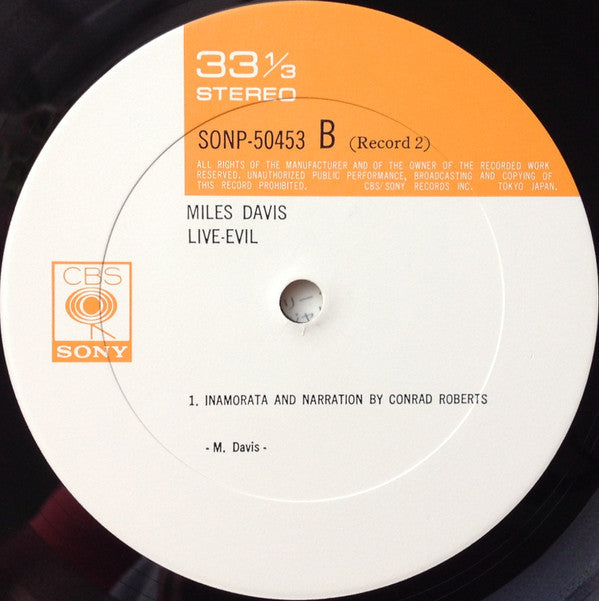 33 1/3
STEREO
SONP-50453 B (Record 2)
ALL RIGHTS OF THE MANUFACTURER AND OF THE OWNER OF THE RECORDED WORK
RESERVED. UNAUTHORIZED PUBLIC PERFORMANCE, BROADCASTING AND COPYING OF
THIS RECORD PROHIBITED. CBS/SONY RECORDS INC. TOKYO JAPAN.
MILES DAVIS
LIVE-EVIL
CBS
SONY
1. INAMORATA AND NARRATION BY CONRAD ROBERTS
- M. Davis -